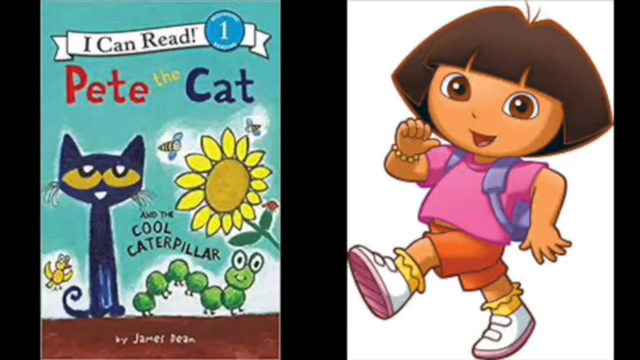 I Can Read!
1
Pete the Cat
AND THE
COOL
CATERPILLAR
by James Dean